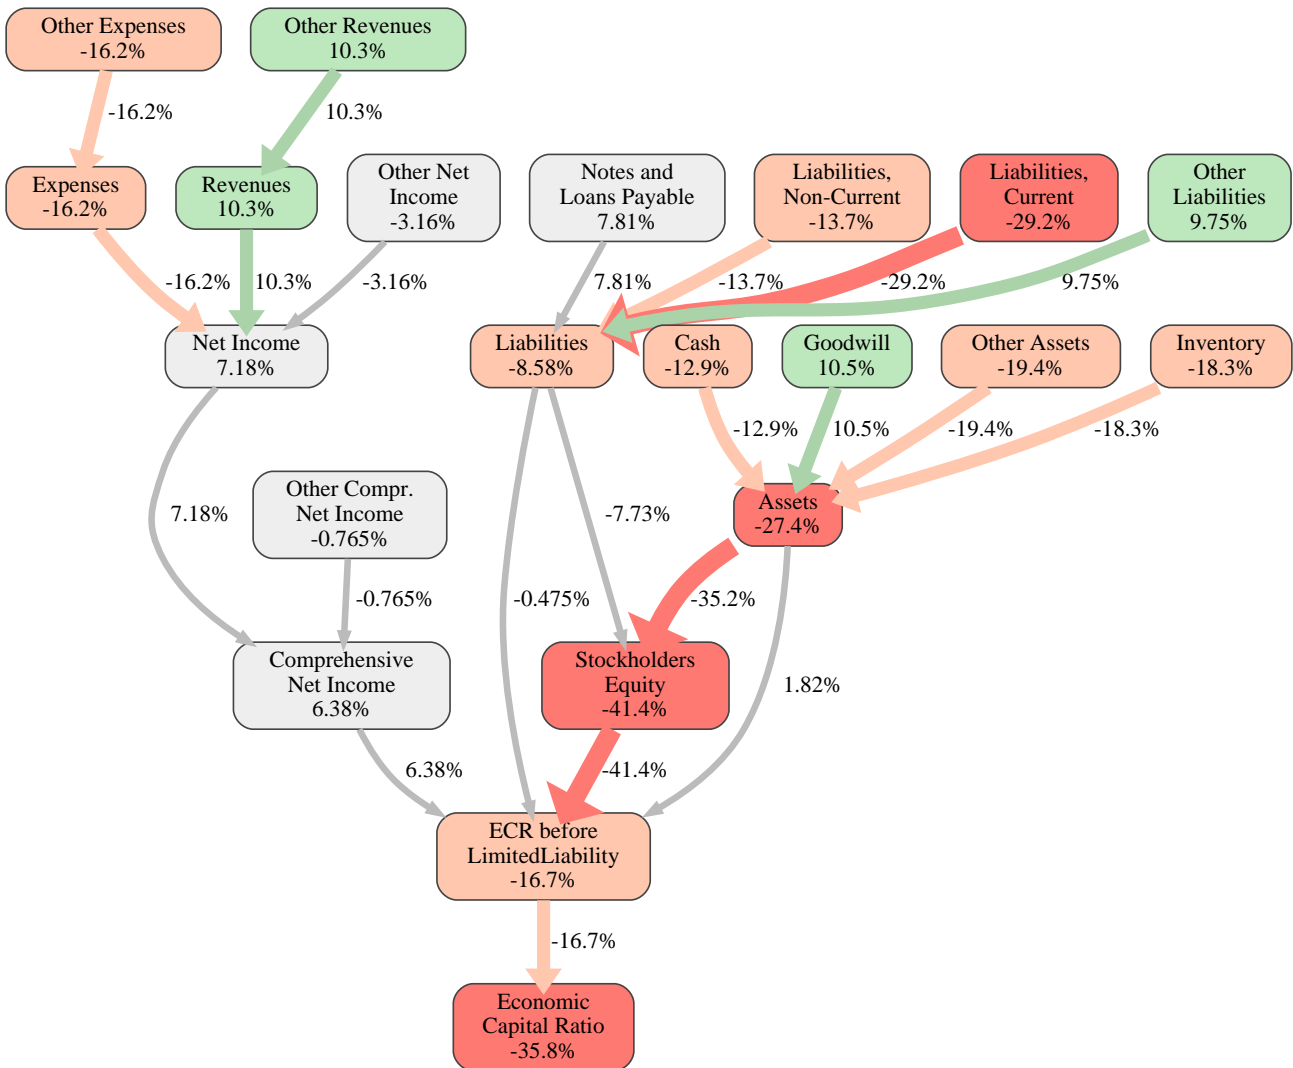 Other Expenses
-16.2%
Other Revenues
10.3%
-16.2%
10.3%
Expenses
-16.2%
Revenues
10.3%
Other Net
Income
-3.16%
Notes and
Loans Payable
7.81%
Liabilities,
Non-Current
-13.7%
Liabilities,
Current
-29.2%
Other
Liabilities
9.75%
-16.2%
10.3%
-3.16%
7.81%
-13.7%
-29.2%
9.75%
Net Income
7.18%
Liabilities
-8.58%
Cash
-12.9%
Goodwill
10.5%
Other Assets
-19.4%
Inventory
-18.3%
-12.9%
10.5%
-19.4%
-18.3%
7.18%
Other Compr.
Net Income
-0.765%
-7.73%
Assets
-27.4%
-0.765%
-0.475%
-35.2%
Comprehensive
Net Income
6.38%
Stockholders
Equity
-41.4%
1.82%
6.38%
-41.4%
ECR before
LimitedLiability
-16.7%
-16.7%
Economic
Capital Ratio
-35.8%